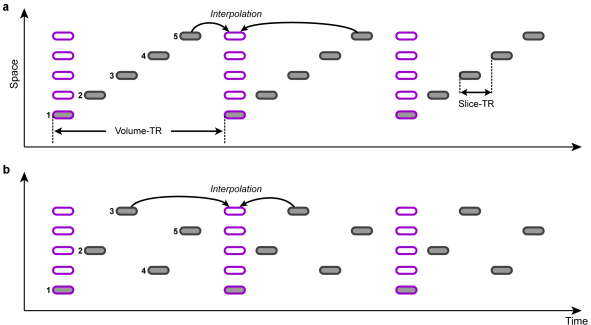 a
Interpolation
5
4
3
2
1
Space
Volume-TR
Slice-TR
b
Interpolation
3
5
2
4
1
Time